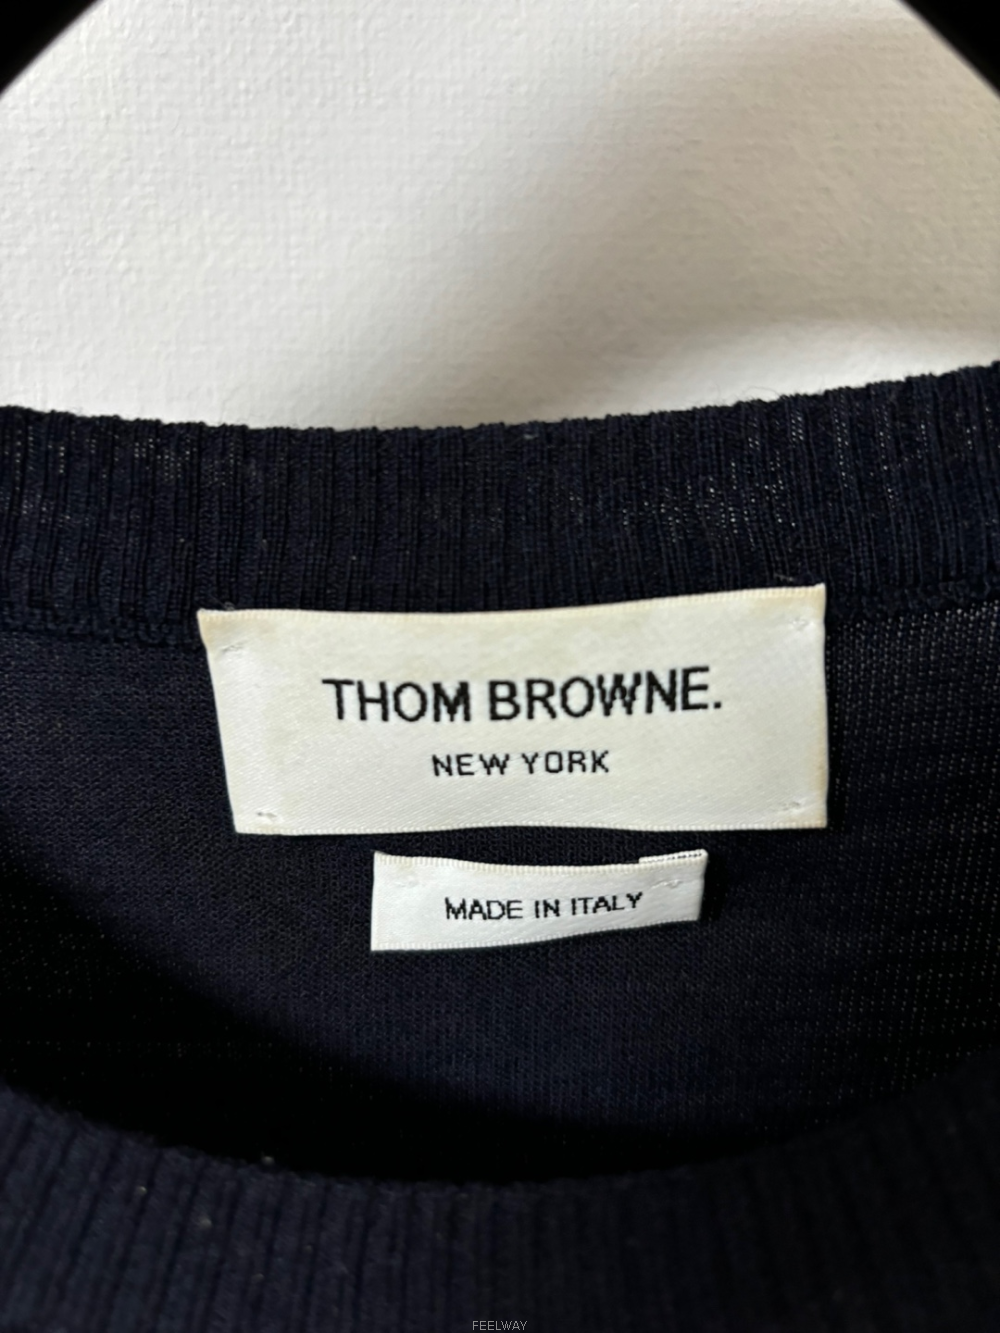 THOM BROWNE.
NEW YORK
MADE IN ITALY
FEELWAY